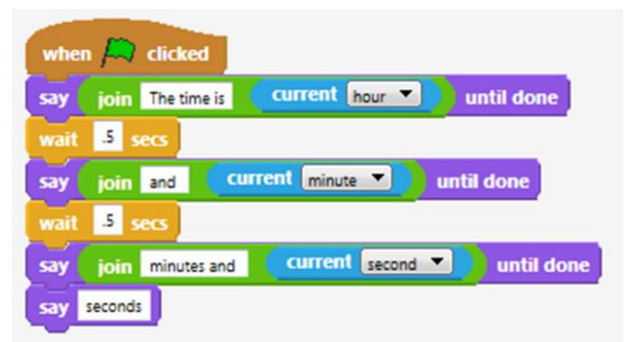 when clicked
say join The time is current hour until done
wait .5 secs
say join and current minute until done
wait .5 secs
say join minutes and current second until done
say seconds